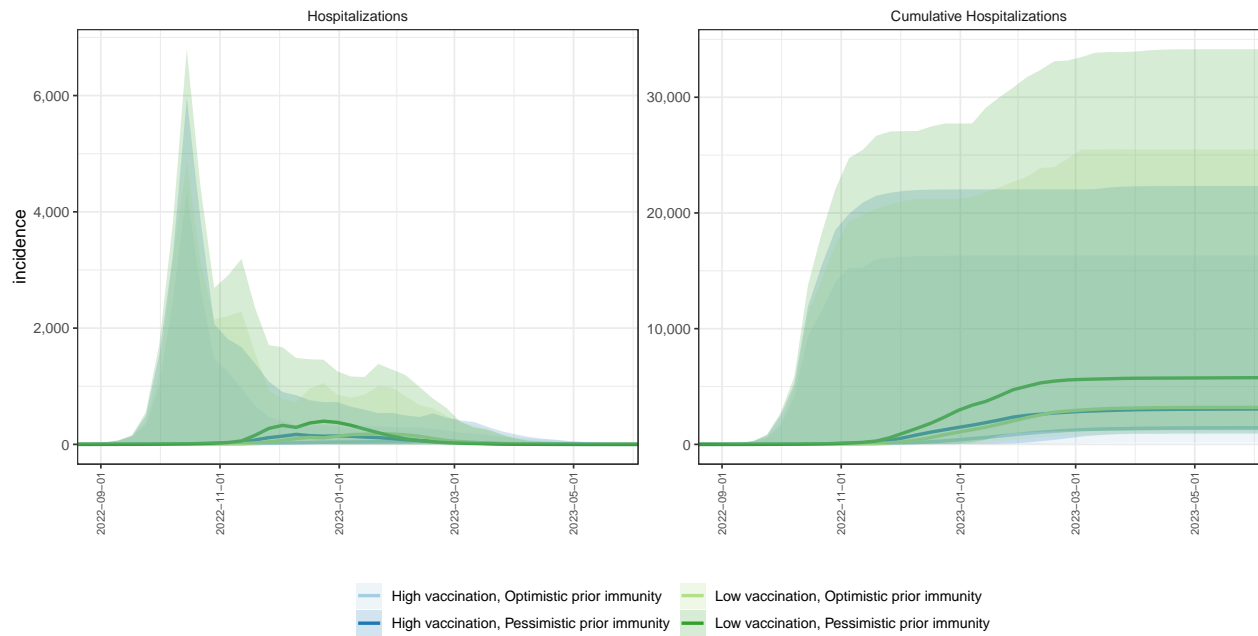 Hospitalizations
Cumulative Hospitalizations
incidence
6,000
4,000
2,000
0
30,000
20,000
10,000
0
2022−09−01
2022−11−01
2023−01−01
2023−03−01
2023−05−01
2022−09−01
2022−11−01
2023−01−01
2023−03−01
2023−05−01
High vaccination, Optimistic prior immunity
Low vaccination, Optimistic prior immunity
High vaccination, Pessimistic prior immunity
Low vaccination, Pessimistic prior immunity